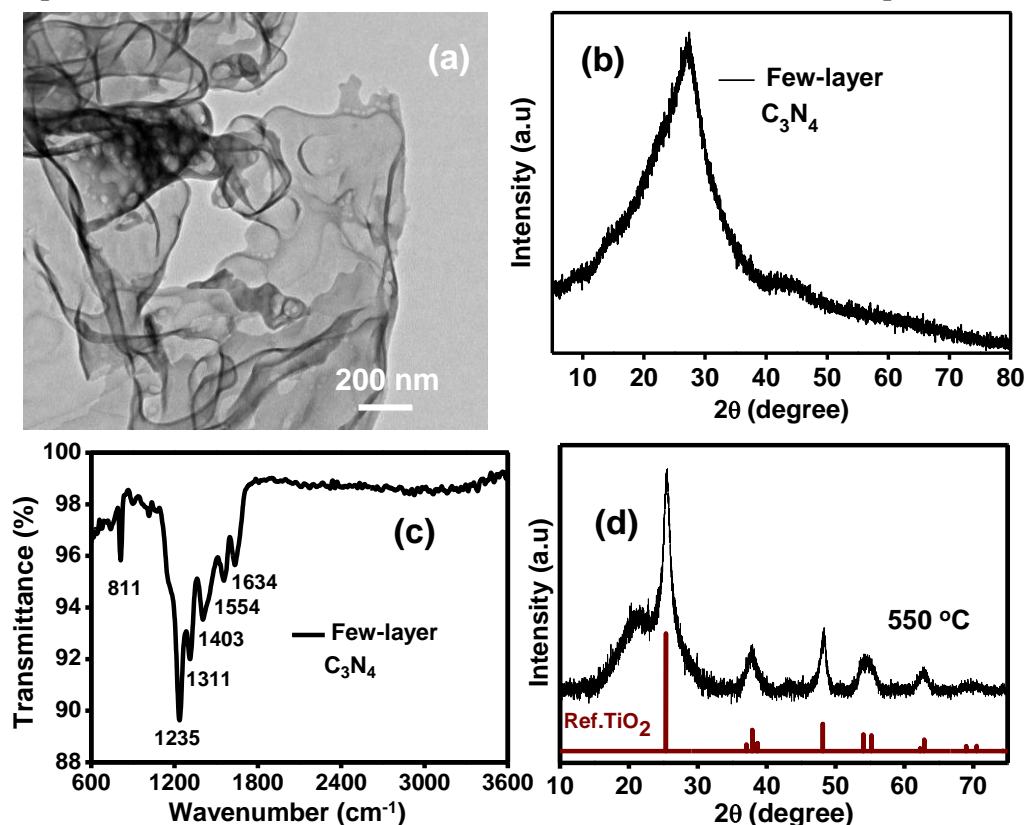 (a)
200 nm
(b)
Few-layer
C₃N₄
Intensity (a.u)
10 20 30 40 50 60 70 80
2θ (degree)
(c)
100
98
96
94
92
90
88
Transmittance (%)
811
1634
1554
1403
1311
1235
Few-layer
C₃N₄
600 1200 1800 2400 3000 3600
Wavenumber (cm⁻¹)
(d)
550 °C
Intensity (a.u)
Ref.TiO₂
10 20 30 40 50 60 70
2θ (degree)